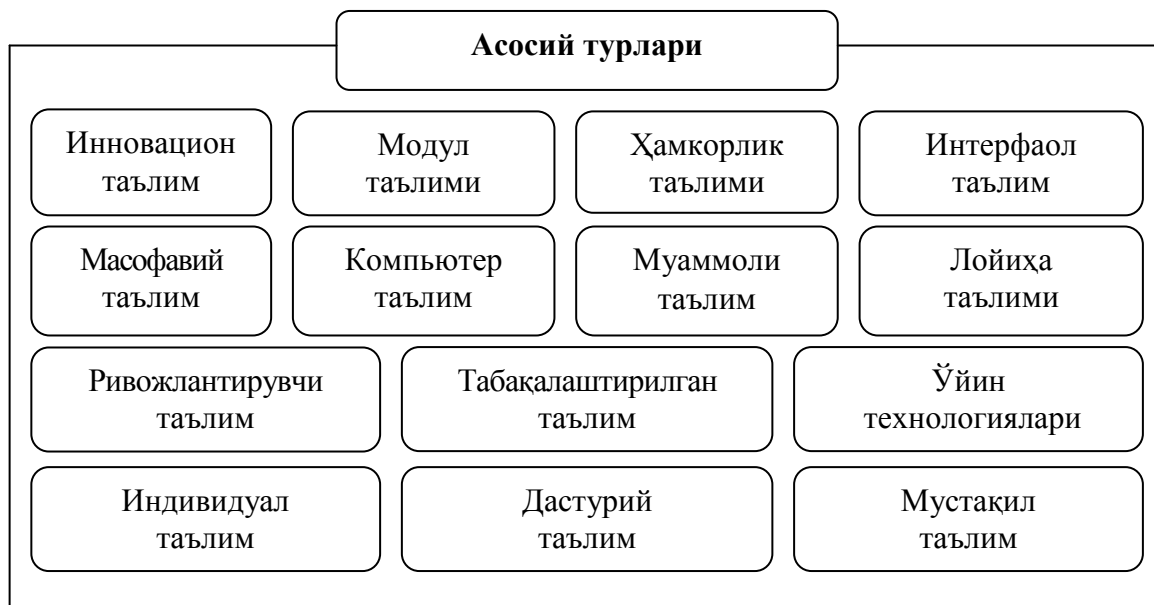 Асосий турлари
Инновацион
таълим
Модул
таълими
Ҳамкорлик
таълими
Интерфаол
таълим
Масофавий
таълим
Компьютер
таълим
Муаммоли
таълим
Лойиҳа
таълими
Ривожлантирувчи
таълим
Табақалаштирилган
таълим
Ўйин
технологиялари
Индивидуал
таълим
Дастурий
таълим
Мустақил
таълим